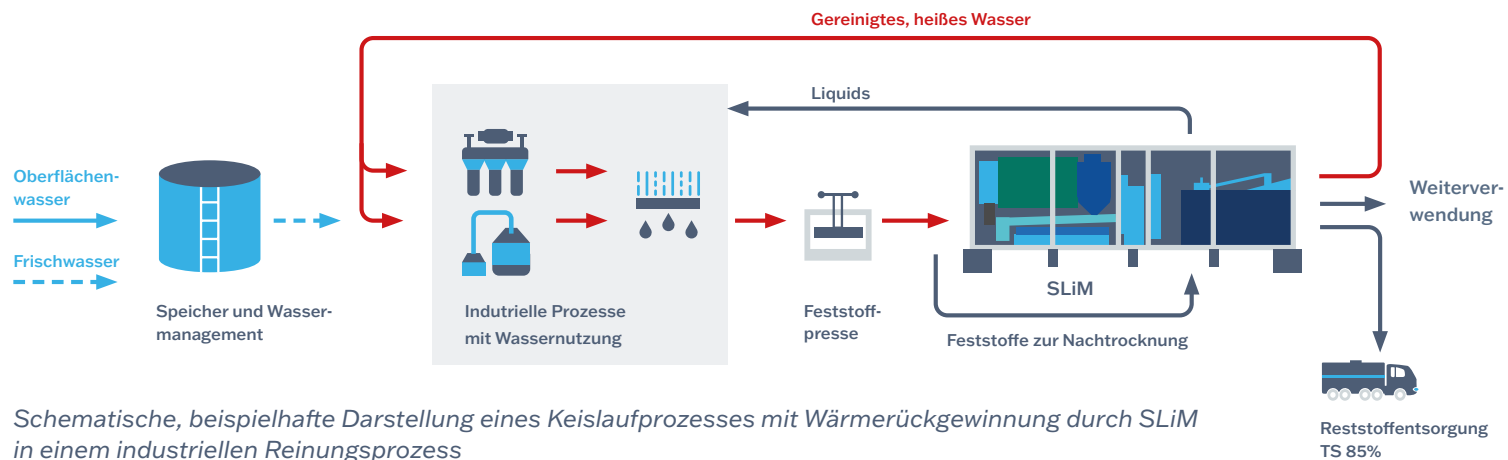 Gereinigtes, heißes Wasser
Liquids
Oberflächen-
wasser
Frischwasser
Speicher und Wasser-
management
Indutrielle Prozesse
mit Wassernutzung
Feststoff-
presse
SLiM
Feststoffe zur Nachtrocknung
Weiterver-
wendung
Reststoffentsorgung
TS 85%
Schematische, beispielhafte Darstellung eines Keislaufprozesses mit Wärmerückgewinnung durch SLiM
in einem industriellen Reinungsprozess